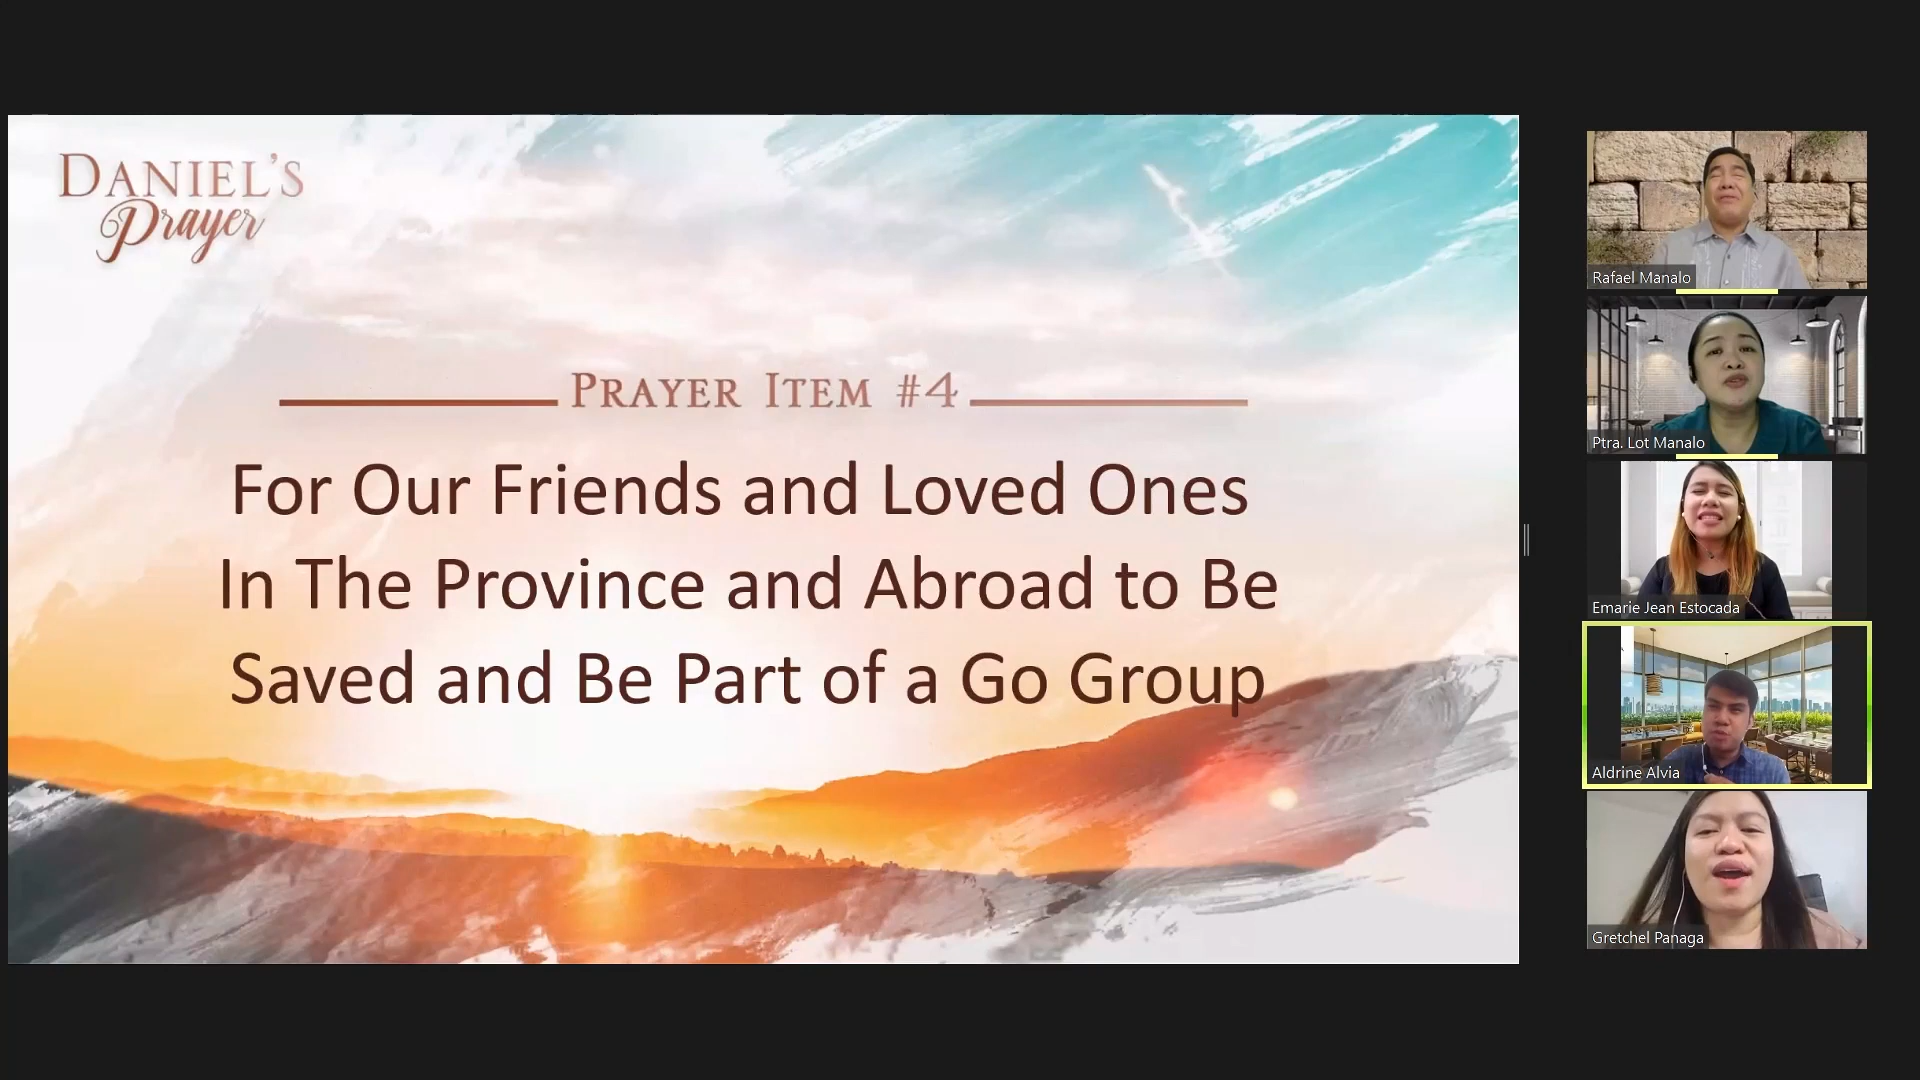 DANIEL'S
Prayer
PRAYER ITEM #4
For Our Friends and Loved Ones
In The Province and Abroad to Be
Saved and Be Part of a Go Group
Rafael Manalo
Ptra. Lot Manalo
Emarie Jean Estocada
Aldrine Alvia
Gretchel Panaga